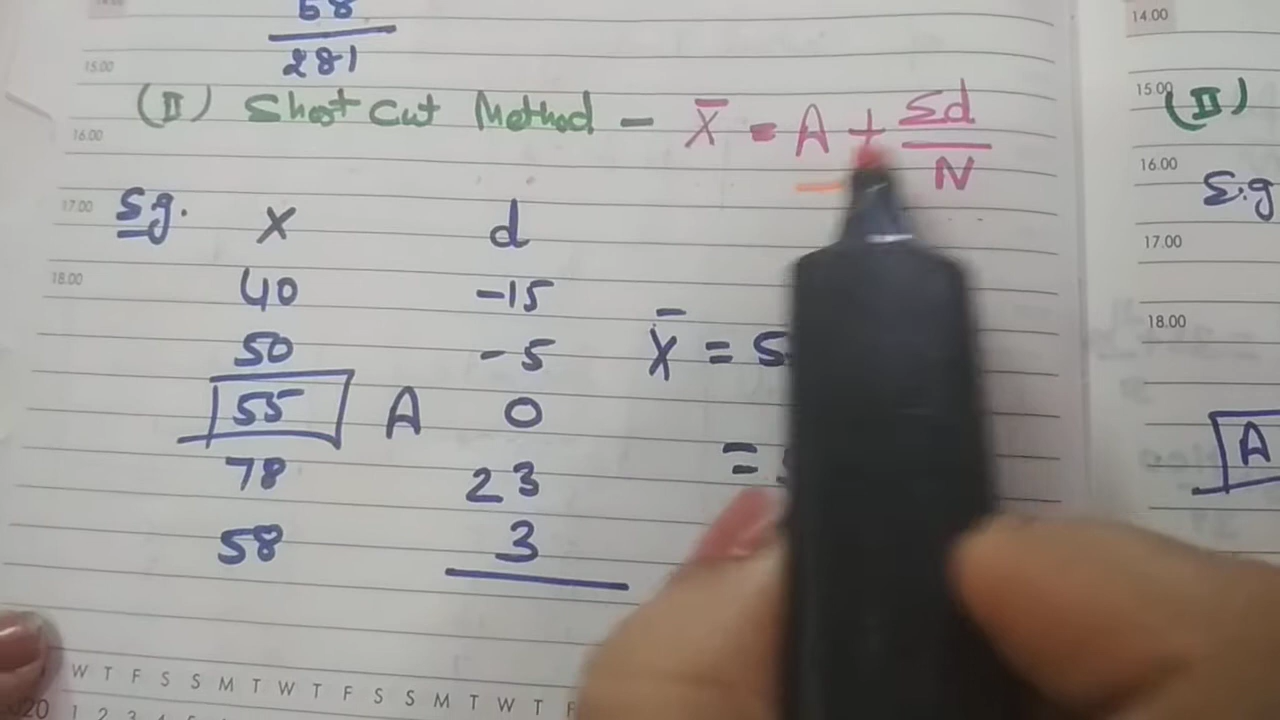 58
281
15:00
(II) Short Cut Method - X̄ = A + Σd / N
16.00
17.00 Eg. X d
18.00 40 -15
50 -5
55 A 0
78 23
58 3
X̄ =
=
W T F S S M T W T F S S M T W T F
14.00
15.00 (II)
16.00
E.g
17.00
18.00
A